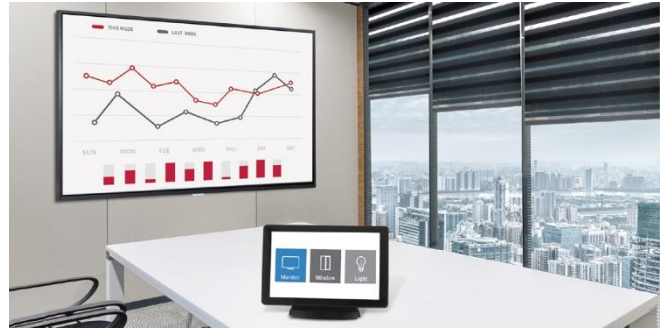 THIS WEEK
LAST WEEK
SUN MON TUE WED THU FRI SAT
Monitor Window Light